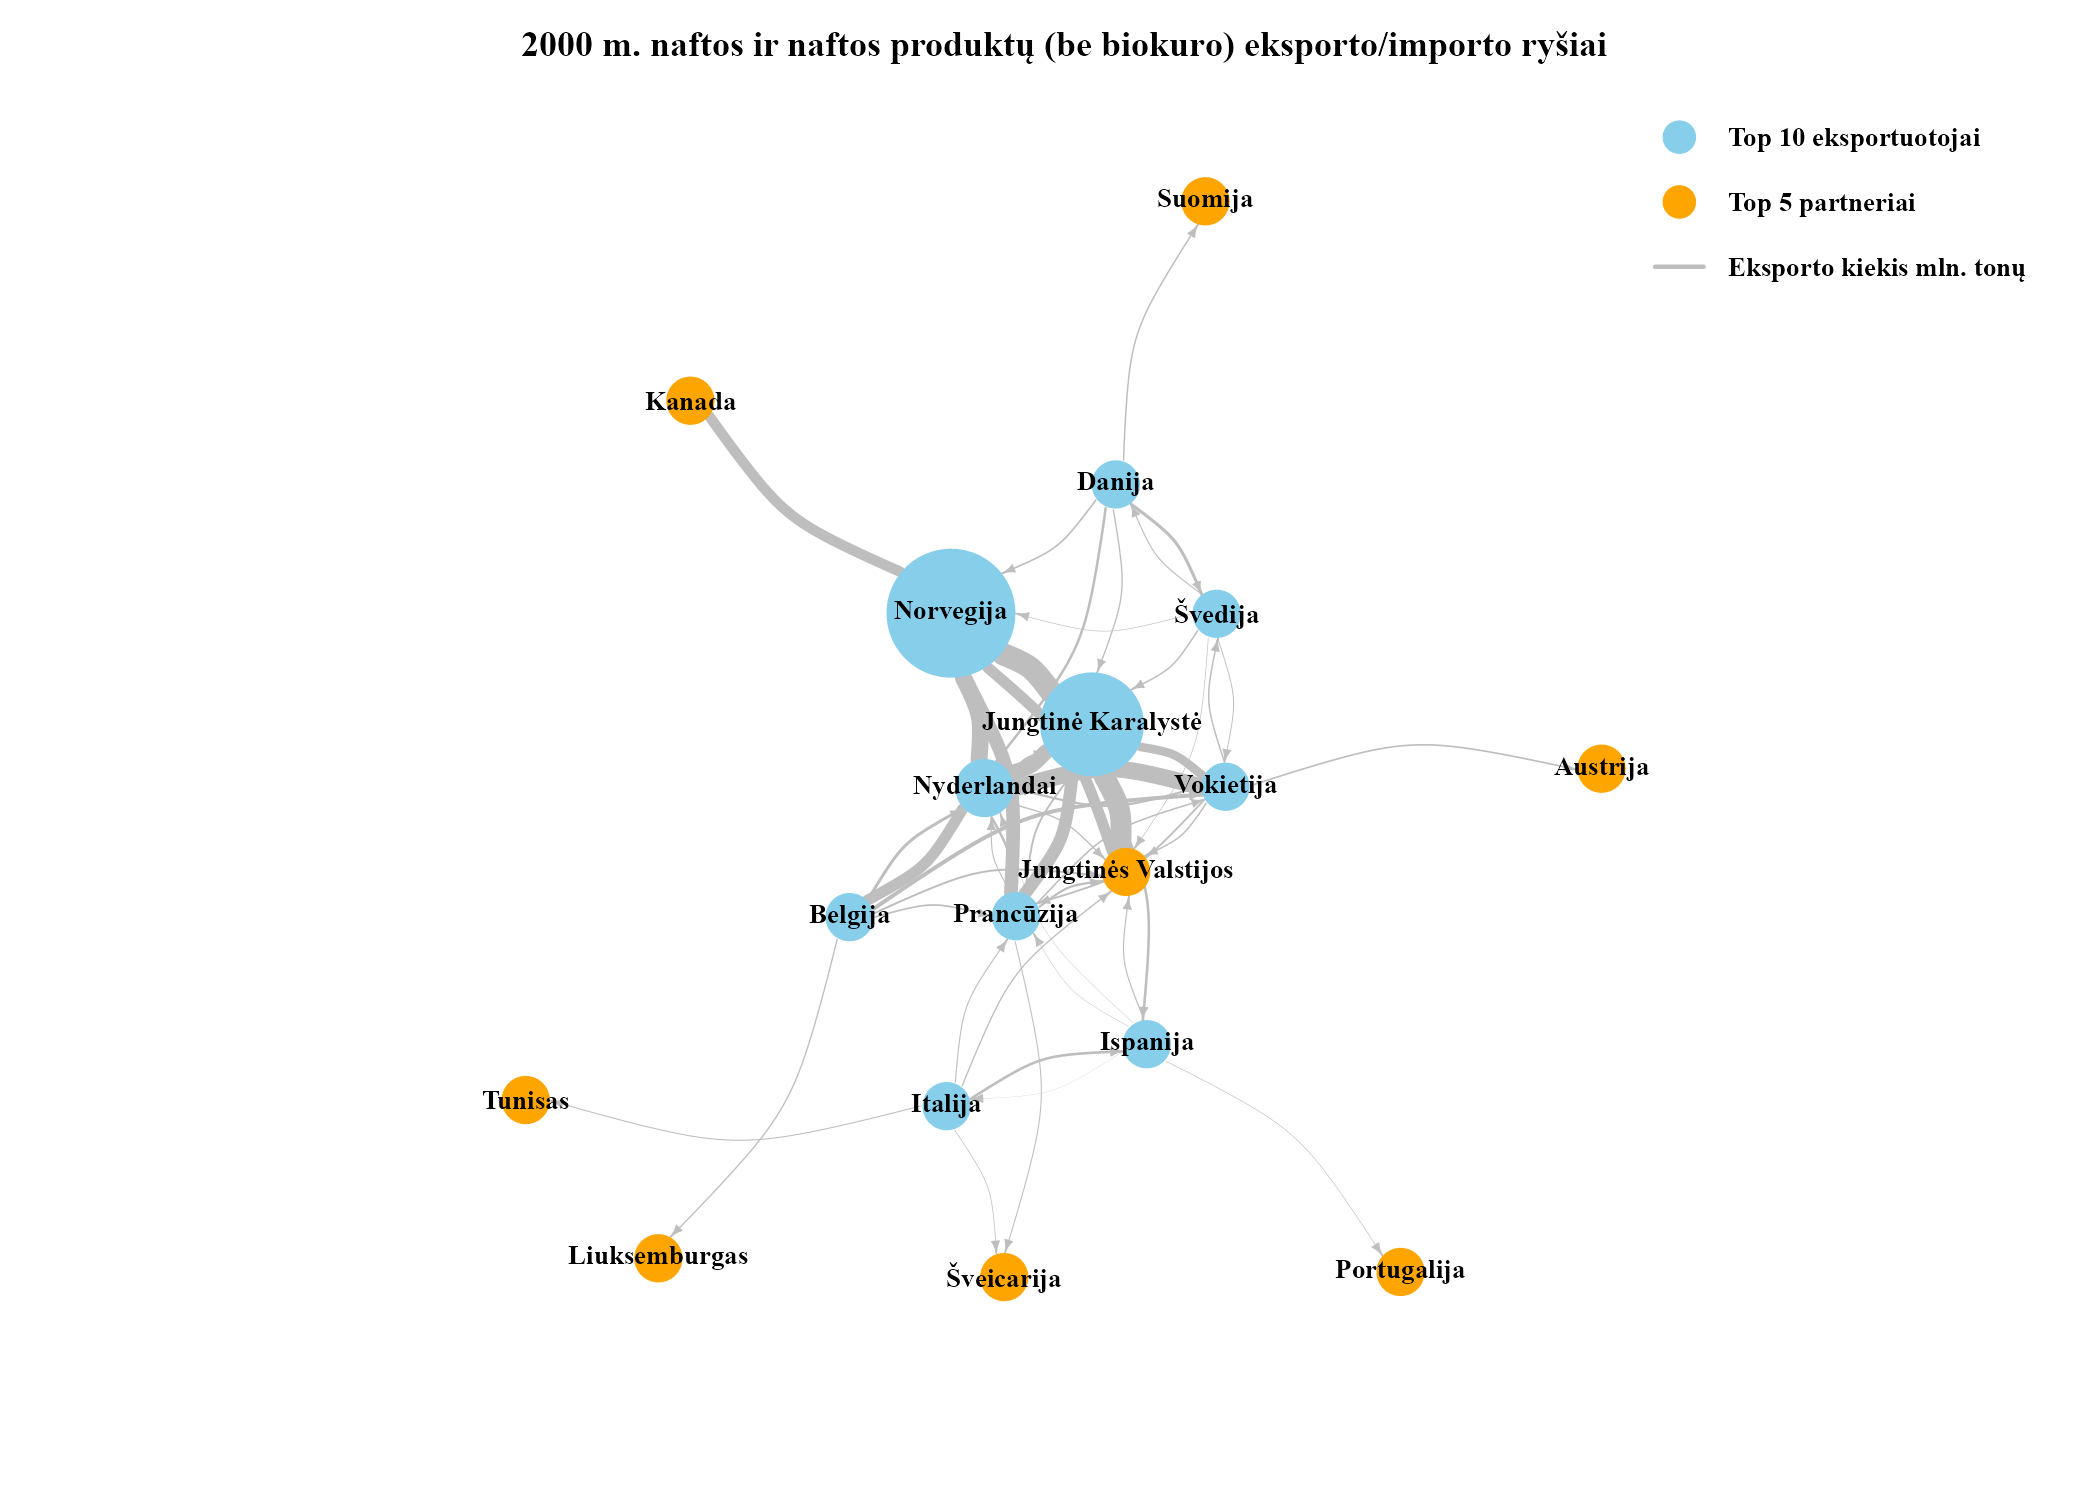 2000 m. naftos ir naftos produktų (be biokuro) eksporto/importo ryšiai
Top 10 eksportuotojai
Top 5 partneriai
Eksporto kiekis mln. tonų
Suomija
Kanada
Danija
Norvegija
Švedija
Jungtinė Karalystė
Nyderlandai
Vokietija
Austrija
Jungtinės Valstijos
Belgija
Prancūzija
Ispanija
Tunisas
Italija
Liuksemburgas
Šveicarija
Portugalija